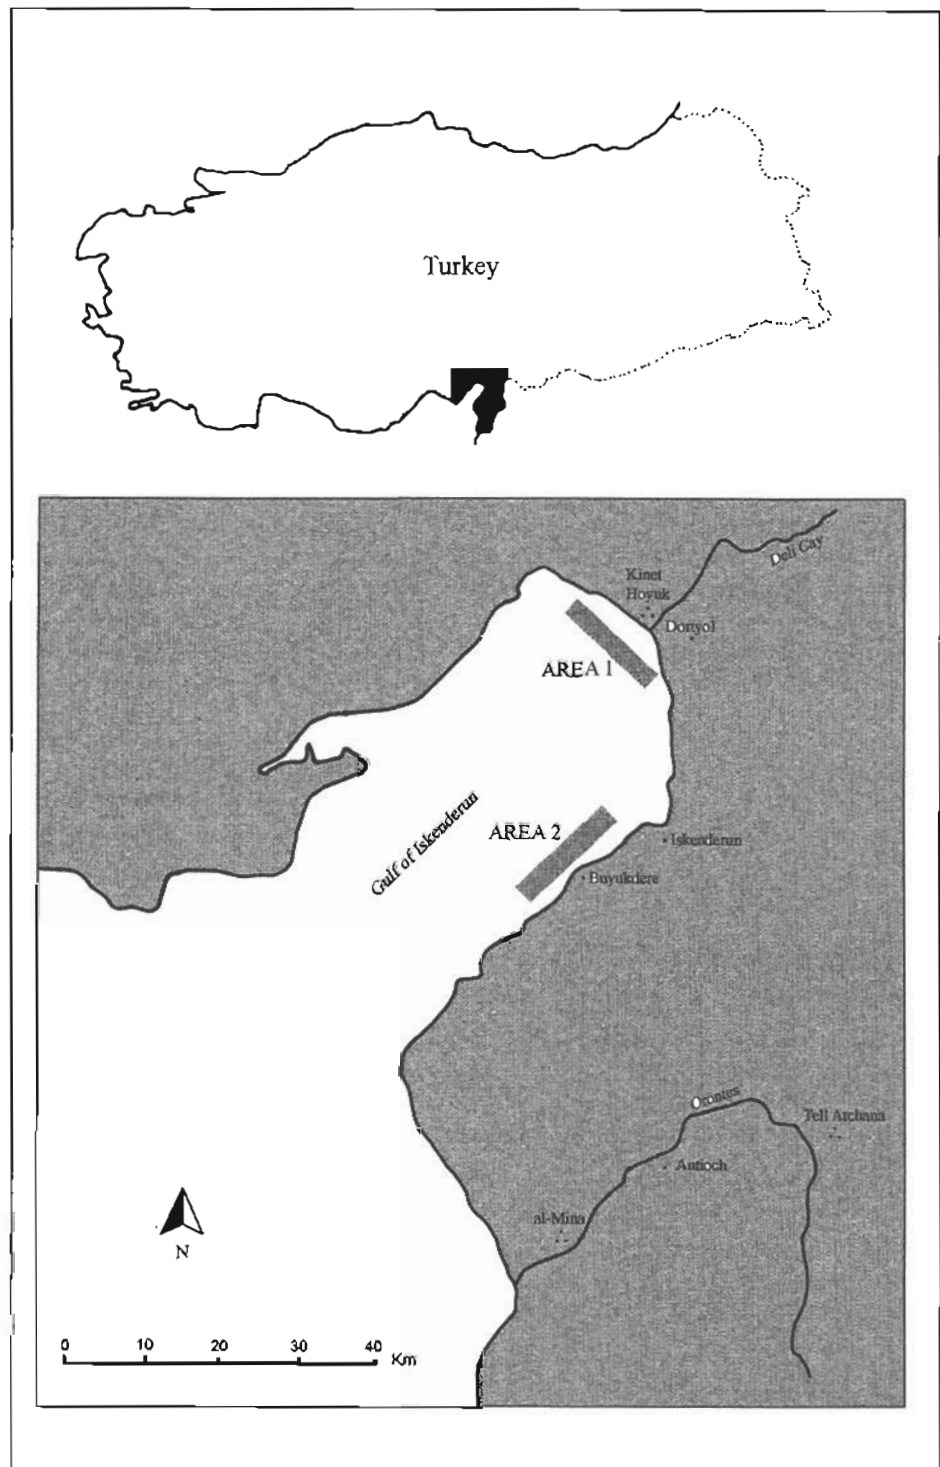 Turkey
Deli Cay
Kinet
Hoyuk
Dortyol
AREA 1
Gulf of Iskenderun
AREA 2
Iskenderun
Buyukdere
Orontes
Tell Atchana
Antioch
al-Mina
N
0 10 20 30 40
Km